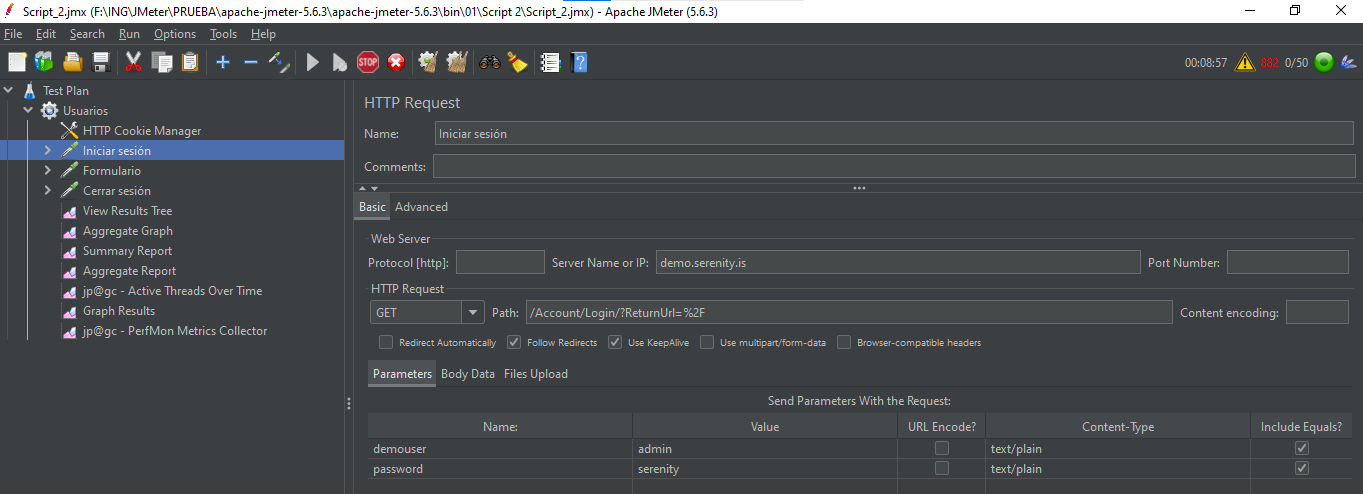 Script_2.jmx (F:\ING\JMeter\PRUEBA\apache-jmeter-5.6.3\apache-jmeter-5.6.3\bin\01\Script 2\Script_2.jmx) - Apache JMeter (5.6.3)
File Edit Search Run Options Tools Help
STOP ? 00:08:57 882 0/50
Test Plan
Usuarios
HTTP Cookie Manager
Iniciar sesión
Formulario
Cerrar sesión
View Results Tree
Aggregate Graph
Summary Report
Aggregate Report
jp@gc - Active Threads Over Time
Graph Results
jp@gc - PerfMon Metrics Collector
HTTP Request
Name: Iniciar sesión
Comments:
Basic Advanced
Web Server
Protocol [http]: Server Name or IP: demo.serenity.is Port Number:
HTTP Request
GET Path: /Account/Login/?ReturnUrl=%2F Content encoding:
Redirect Automatically Follow Redirects Use KeepAlive Use multipart/form-data Browser-compatible headers
Parameters Body Data Files Upload
Send Parameters With the Request:
Name: Value URL Encode? Content-Type Include Equals?
demouser admin text/plain
password serenity text/plain